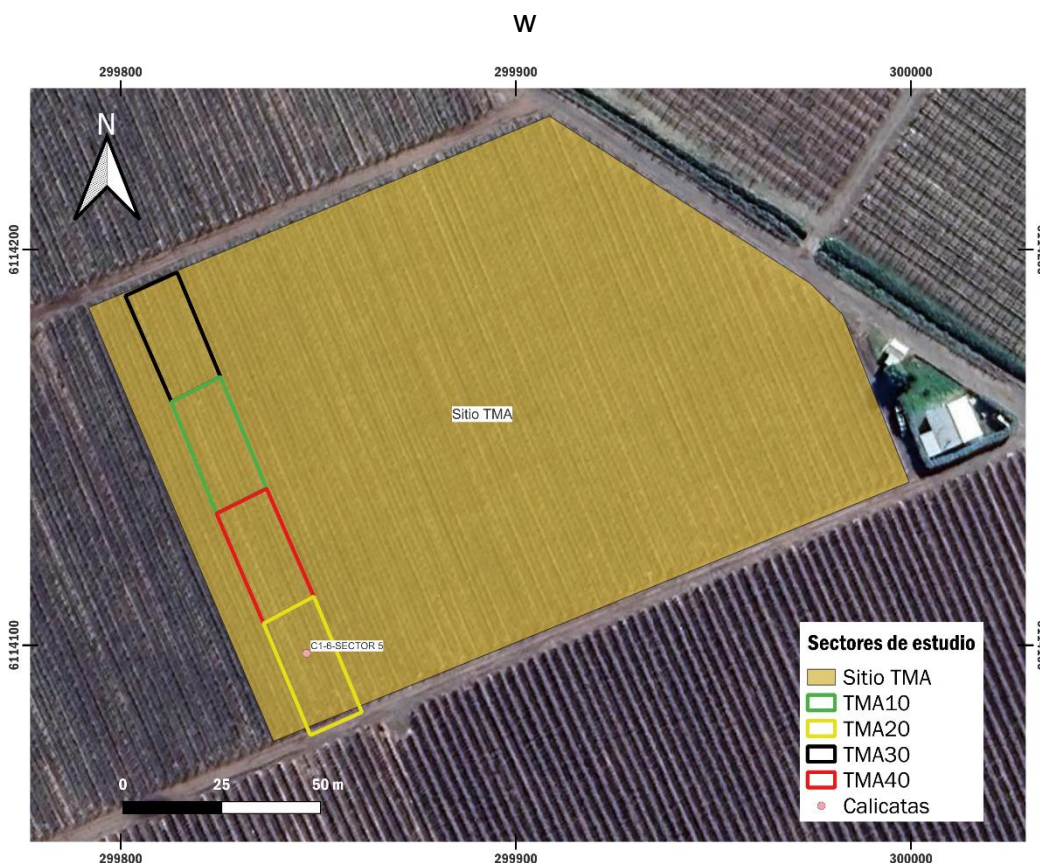 W
299800 299900 300000
N
6114200
Sitio TMA
6114100
C1-6-SECTOR 5
Sectores de estudio
Sitio TMA
TMA10
TMA20
TMA30
TMA40
Calicatas
0 25 50 m
299800 299900 300000